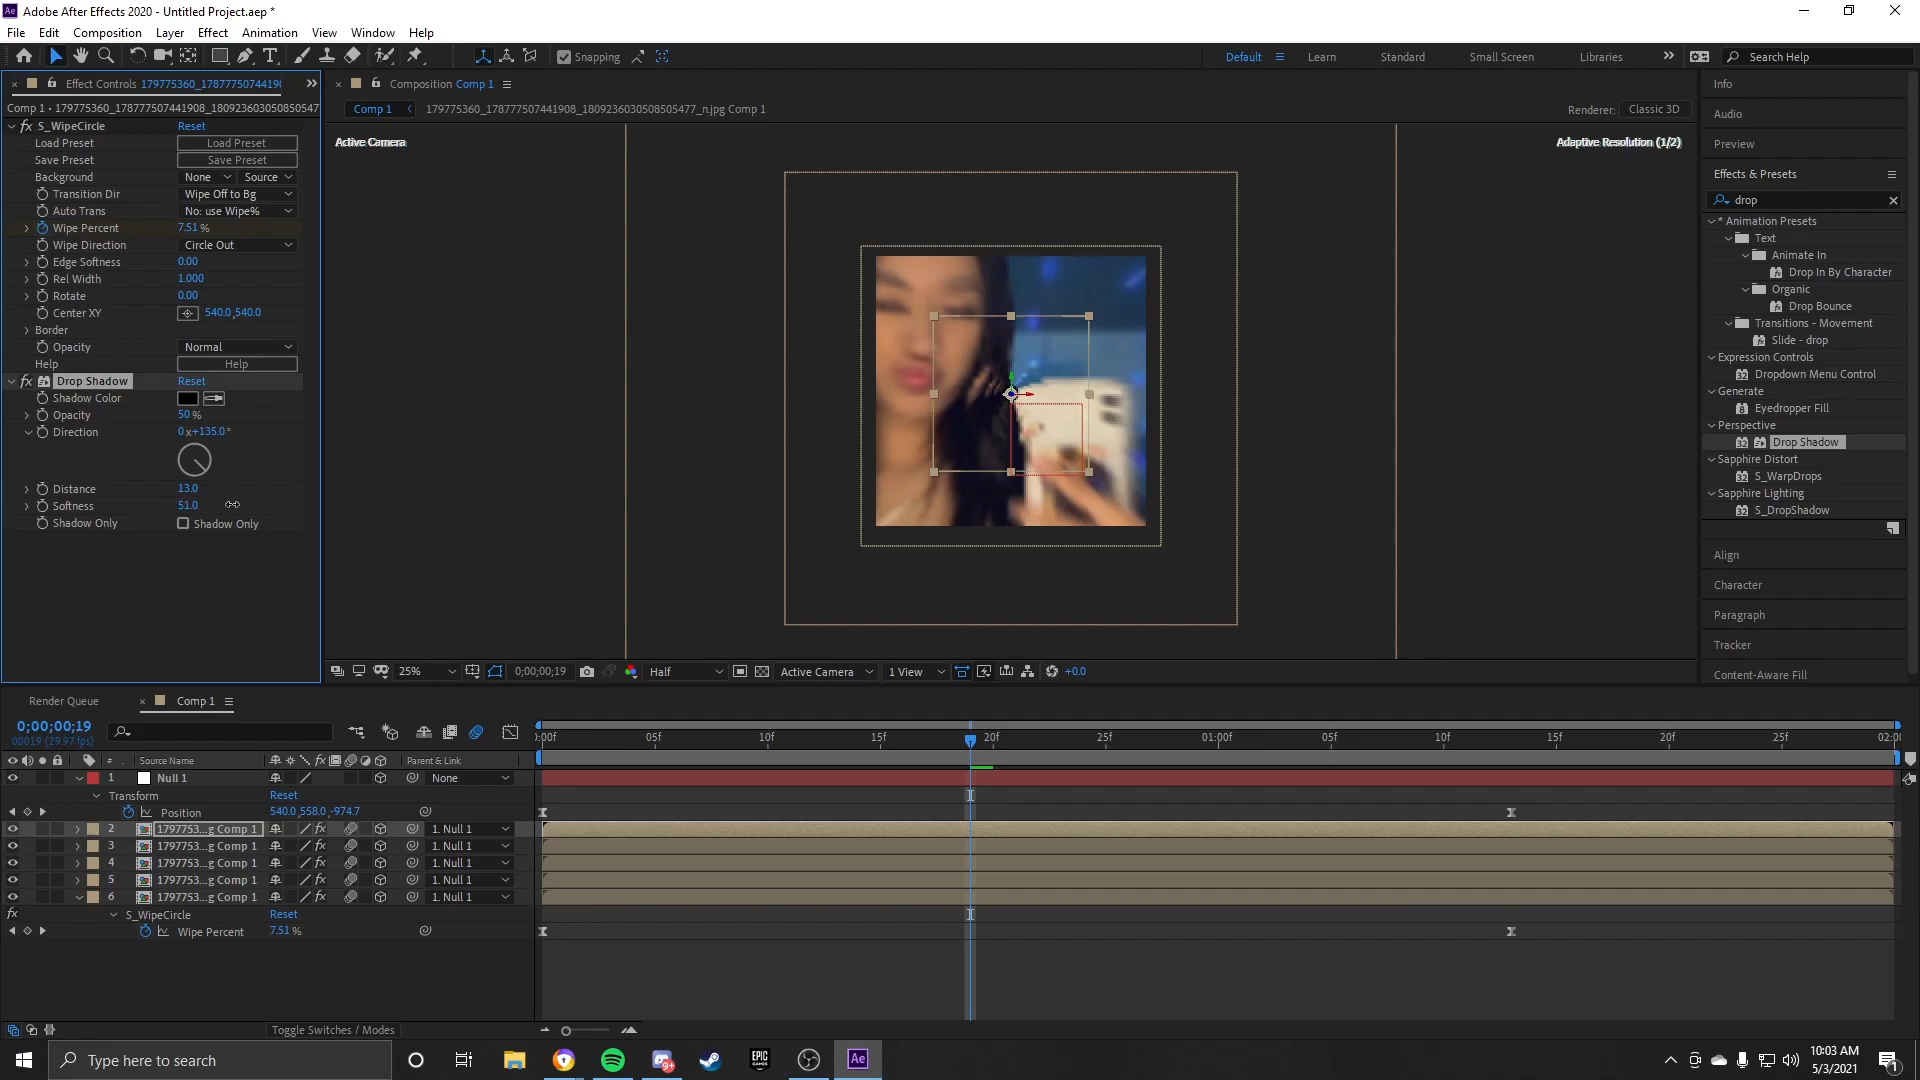 Adobe After Effects 2020 - Untitled Project.aep *
File Edit Composition Layer Effect Animation View Window Help
Snapping
Default Learn Standard Small Screen Libraries Search Help
Effect Controls 179775360_1787775074419
Comp 1 • 179775360_178777507441908_1809236030508505477
S_WipeCircle Reset
Load Preset Load Preset
Save Preset Save Preset
Background None Source
Transition Dir Wipe Off to Bg
Auto Trans No: use Wipe%
Wipe Percent 7.51 %
Wipe Direction Circle Out
Edge Softness 0.00
Rel Width 1.000
Rotate 0.00
Center XY 540.0,540.0
Border
Opacity Normal
Help Help
Drop Shadow Reset
Shadow Color
Opacity 50 %
Direction 0 x+135.0°
Distance 13.0
Softness 51.0
Shadow Only Shadow Only
Composition Comp 1
Comp 1 179775360_178777507441908_1809236030508505477_n.jpg Comp 1
Renderer: Classic 3D
Active Camera
Adaptive Resolution (1/2)
25% 0;00;00;19 Half Active Camera 1 View +0.0
Info
Audio
Preview
Effects & Presets
drop
* Animation Presets
Text
Animate In
Drop In By Character
Organic
Drop Bounce
Transitions - Movement
Slide - drop
Expression Controls
Dropdown Menu Control
Generate
Eyedropper Fill
Perspective
Drop Shadow
Sapphire Distort
S_WarpDrops
Sapphire Lighting
S_DropShadow
Align
Character
Paragraph
Tracker
Content-Aware Fill
Render Queue Comp 1
0;00;00;19
00019 (29.97 fps)
:00f 05f 10f 15f 20f 25f 01:00f 05f 10f 15f 20f 25f 02:00
# . Source Name Parent & Link
1 Null 1 None
Transform Reset
Position 540.0,558.0,-974.7
2 1797753...g Comp 1 1. Null 1
3 1797753...g Comp 1 1. Null 1
4 1797753...g Comp 1 1. Null 1
5 1797753...g Comp 1 1. Null 1
6 1797753...g Comp 1 1. Null 1
S_WipeCircle Reset
Wipe Percent 7.51 %
Toggle Switches / Modes
Type here to search
9+
EPIC GAMES
Ae
10:03 AM
5/3/2021
1